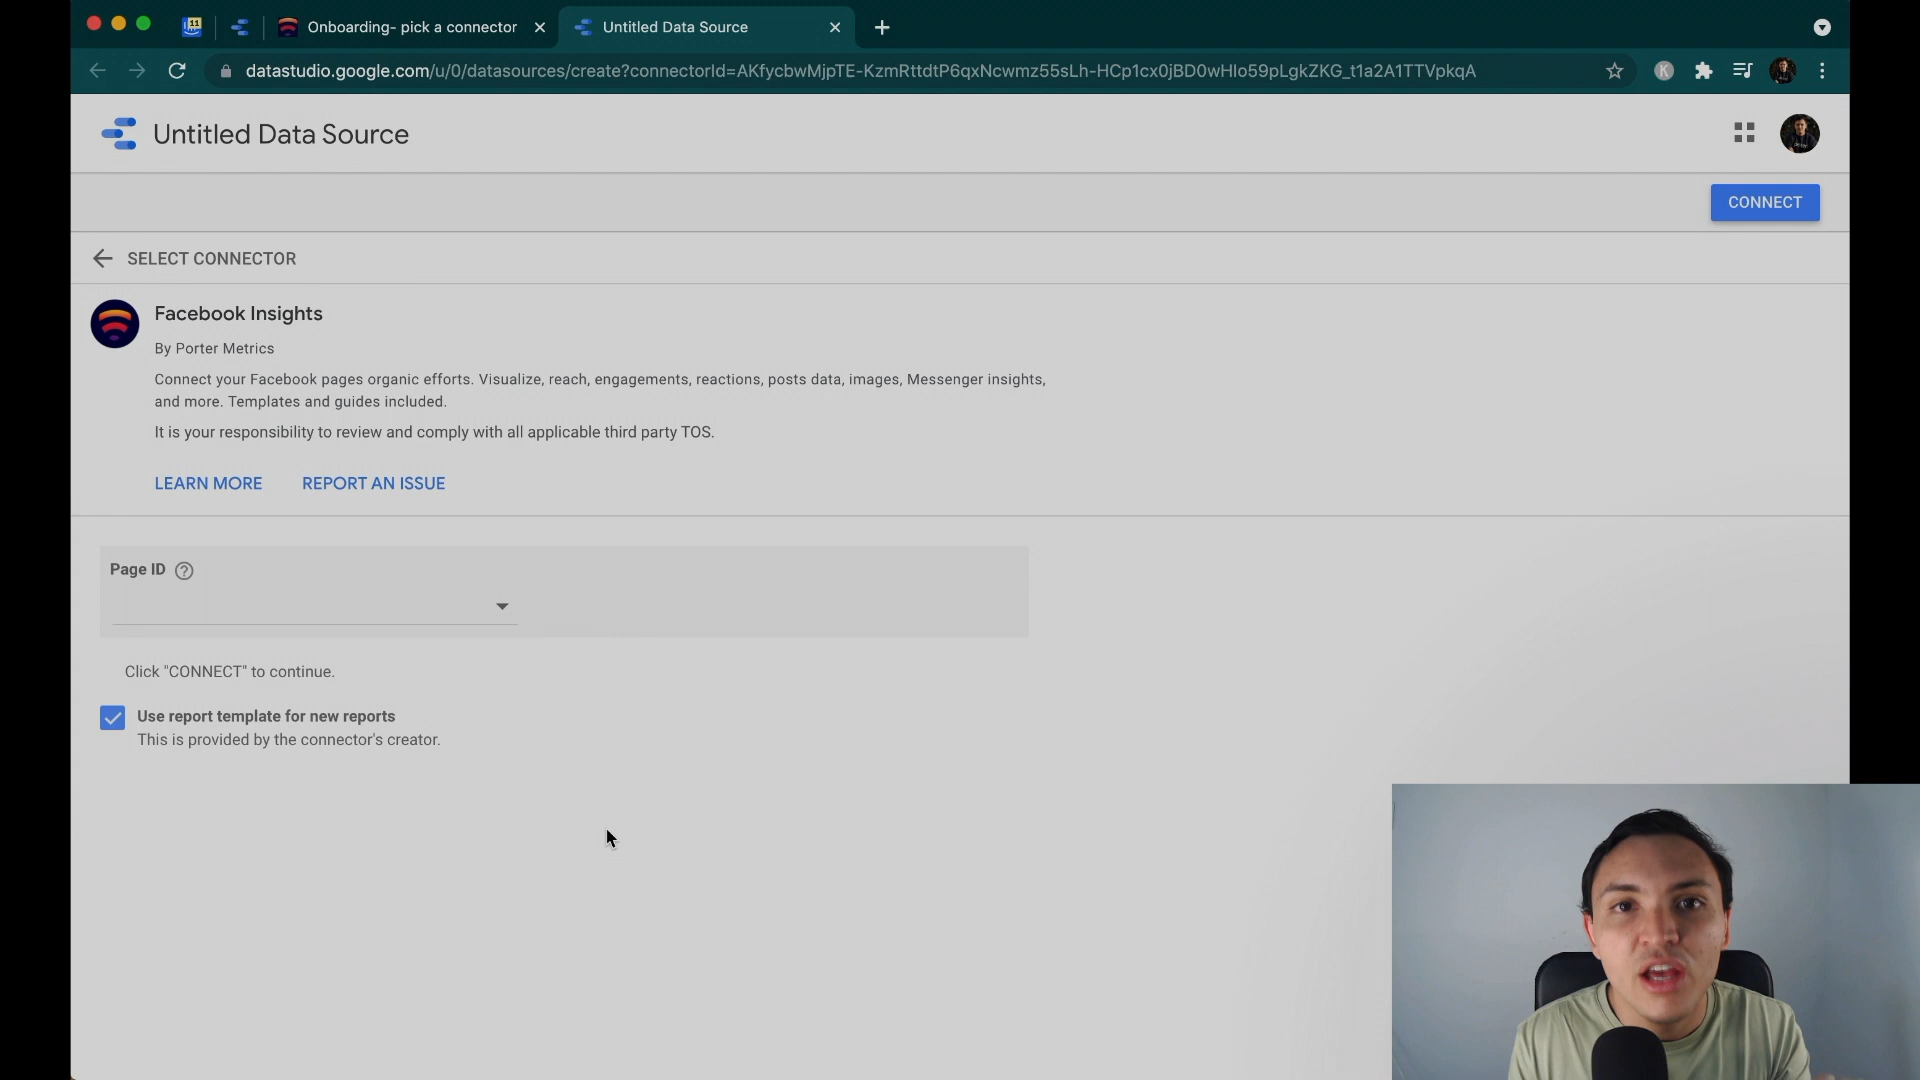 11
Onboarding- pick a connector
Untitled Data Source
datastudio.google.com/u/0/datasources/create?connectorId=AKfycbwMjpTE-KzmRttdtP6qxNcwmz55sLh-HCp1cx0jBD0wHIo59pLgkZKG_t1a2A1TTVpkqA
K
Untitled Data Source
CONNECT
SELECT CONNECTOR
Facebook Insights
By Porter Metrics
Connect your Facebook pages organic efforts. Visualize, reach, engagements, reactions, posts data, images, Messenger insights,
and more. Templates and guides included.
It is your responsibility to review and comply with all applicable third party TOS.
LEARN MORE REPORT AN ISSUE
Page ID
Click "CONNECT" to continue.
Use report template for new reports
This is provided by the connector's creator.